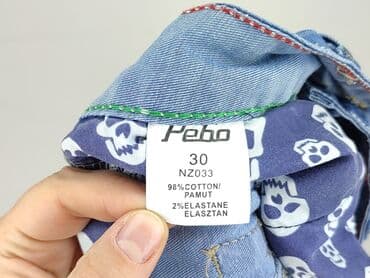 Pebo
30
NZ033
98%COTTON/
PAMUT
2%ELASTANE
ELASZTAN